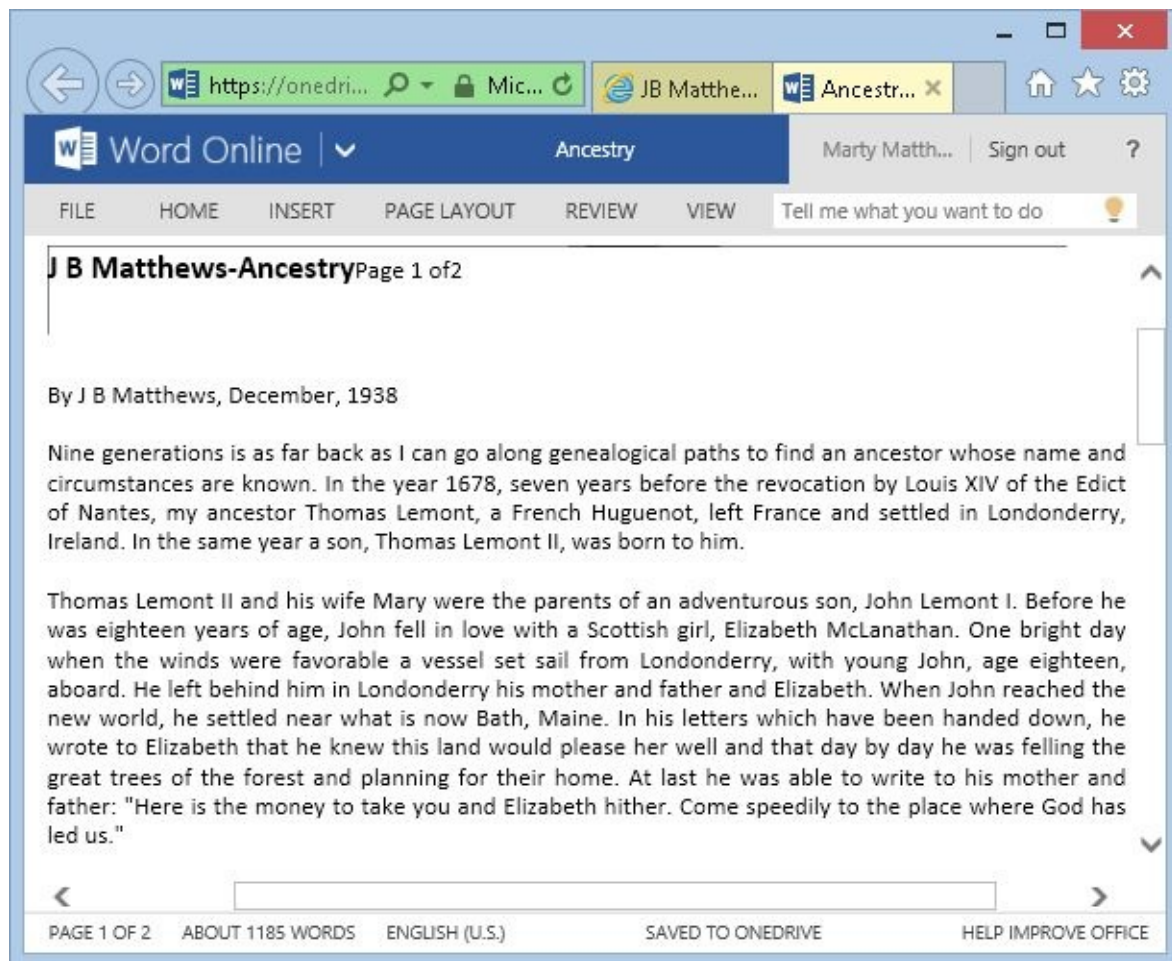 https://onedri... Mic... JB Matthe... Ancestr...
Word Online Ancestry Marty Matth... Sign out ?
FILE HOME INSERT PAGE LAYOUT REVIEW VIEW Tell me what you want to do
J B Matthews-AncestryPage 1 of2
By J B Matthews, December, 1938
Nine generations is as far back as I can go along genealogical paths to find an ancestor whose name and
circumstances are known. In the year 1678, seven years before the revocation by Louis XIV of the Edict
of Nantes, my ancestor Thomas Lemont, a French Huguenot, left France and settled in Londonderry,
Ireland. In the same year a son, Thomas Lemont II, was born to him.
Thomas Lemont II and his wife Mary were the parents of an adventurous son, John Lemont I. Before he
was eighteen years of age, John fell in love with a Scottish girl, Elizabeth McLanathan. One bright day
when the winds were favorable a vessel set sail from Londonderry, with young John, age eighteen,
aboard. He left behind him in Londonderry his mother and father and Elizabeth. When John reached the
new world, he settled near what is now Bath, Maine. In his letters which have been handed down, he
wrote to Elizabeth that he knew this land would please her well and that day by day he was felling the
great trees of the forest and planning for their home. At last he was able to write to his mother and
father: "Here is the money to take you and Elizabeth hither. Come speedily to the place where God has
led us."
PAGE 1 OF 2 ABOUT 1185 WORDS ENGLISH (U.S.) SAVED TO ONEDRIVE HELP IMPROVE OFFICE